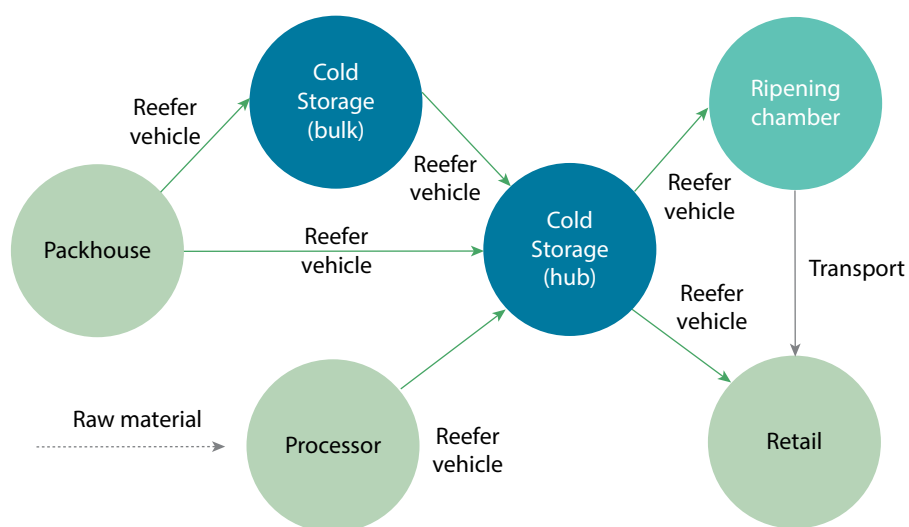 Cold
Storage
(bulk)
Ripening
chamber
Reefer
vehicle
Reefer
vehicle
Reefer
vehicle
Packhouse
Reefer
vehicle
Cold
Storage
(hub)
Transport
Reefer
vehicle
Raw material
Processor
Reefer
vehicle
Retail